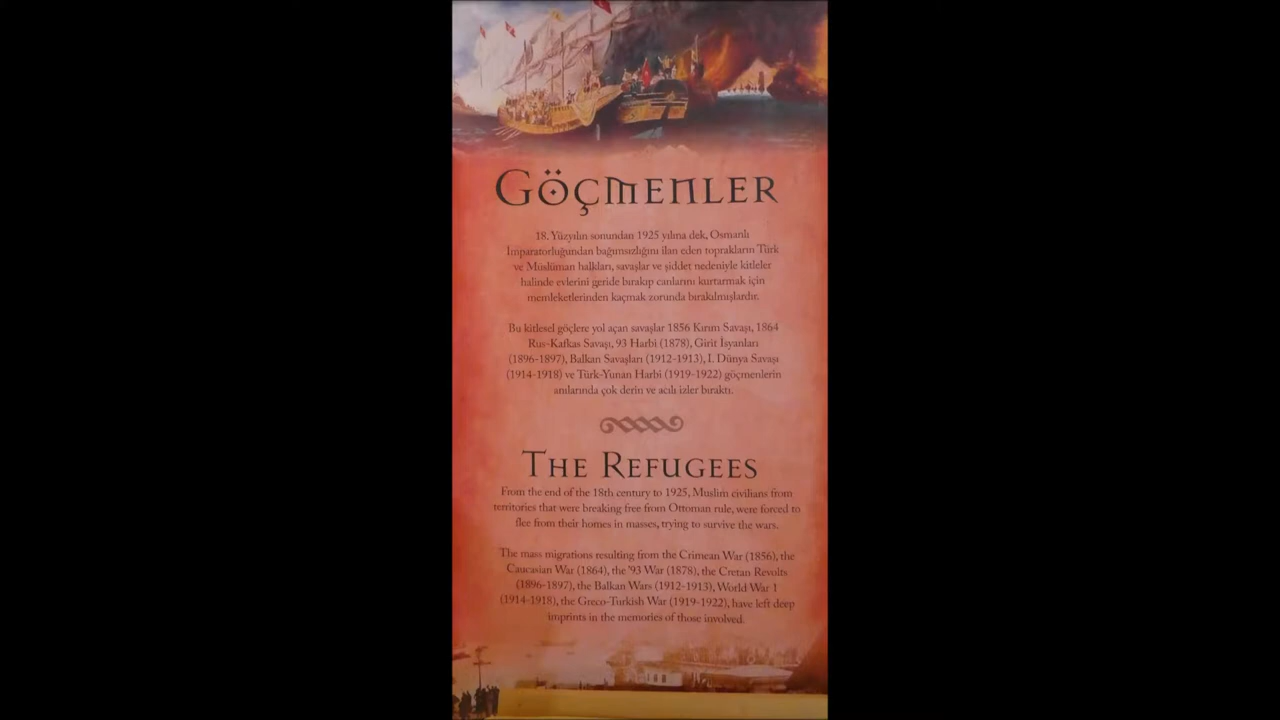 GÖÇMENLER
18. Yüzyılın sonundan 1925 yılına dek, Osmanlı
İmparatorluğundan bağımsızlığını ilan eden toprakların Türk
ve Müslüman halkları, savaşlar ve şiddet nedeniyle kitleler
halinde evlerini geride bırakıp canlarını kurtarmak için
memleketlerinden kaçmak zorunda bırakılmışlardır.
Bu kitlesel göçlere yol açan savaşlar 1856 Kırım Savaşı, 1864
Rus-Kafkas Savaşı, 93 Harbi (1878), Girit İsyanları
(1896-1897), Balkan Savaşları (1912-1913), I. Dünya Savaşı
(1914-1918) ve Türk-Yunan Harbi (1919-1922) göçmenlerin
anılarında çok derin ve acılı izler bıraktı.
THE REFUGEES
From the end of the 18th century to 1925, Muslim civilians from
territories that were breaking free from Ottoman rule, were forced to
flee from their homes in masses, trying to survive the wars.
The mass migrations resulting from the Crimean War (1856), the
Caucasian War (1864), the '93 War (1878), the Cretan Revolts
(1896-1897), the Balkan Wars (1912-1913), World War I
(1914-1918), the Greco-Turkish War (1919-1922), have left deep
imprints in the memories of those involved.